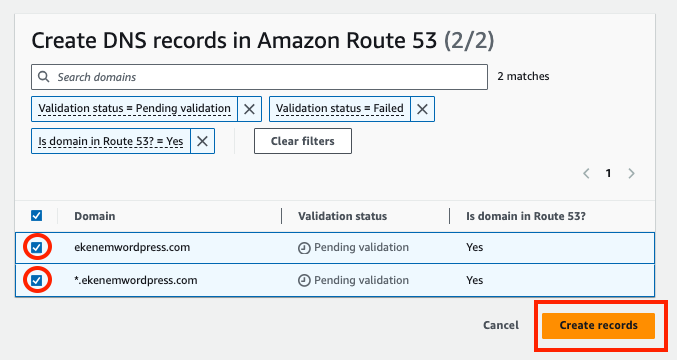 Create DNS records in Amazon Route 53 (2/2)
Search domains
2 matches
Validation status = Pending validation
Validation status = Failed
Is domain in Route 53? = Yes
Clear filters
1
Domain Validation status Is domain in Route 53?
ekenemwordpress.com Pending validation Yes
*.ekenemwordpress.com Pending validation Yes
Cancel Create records